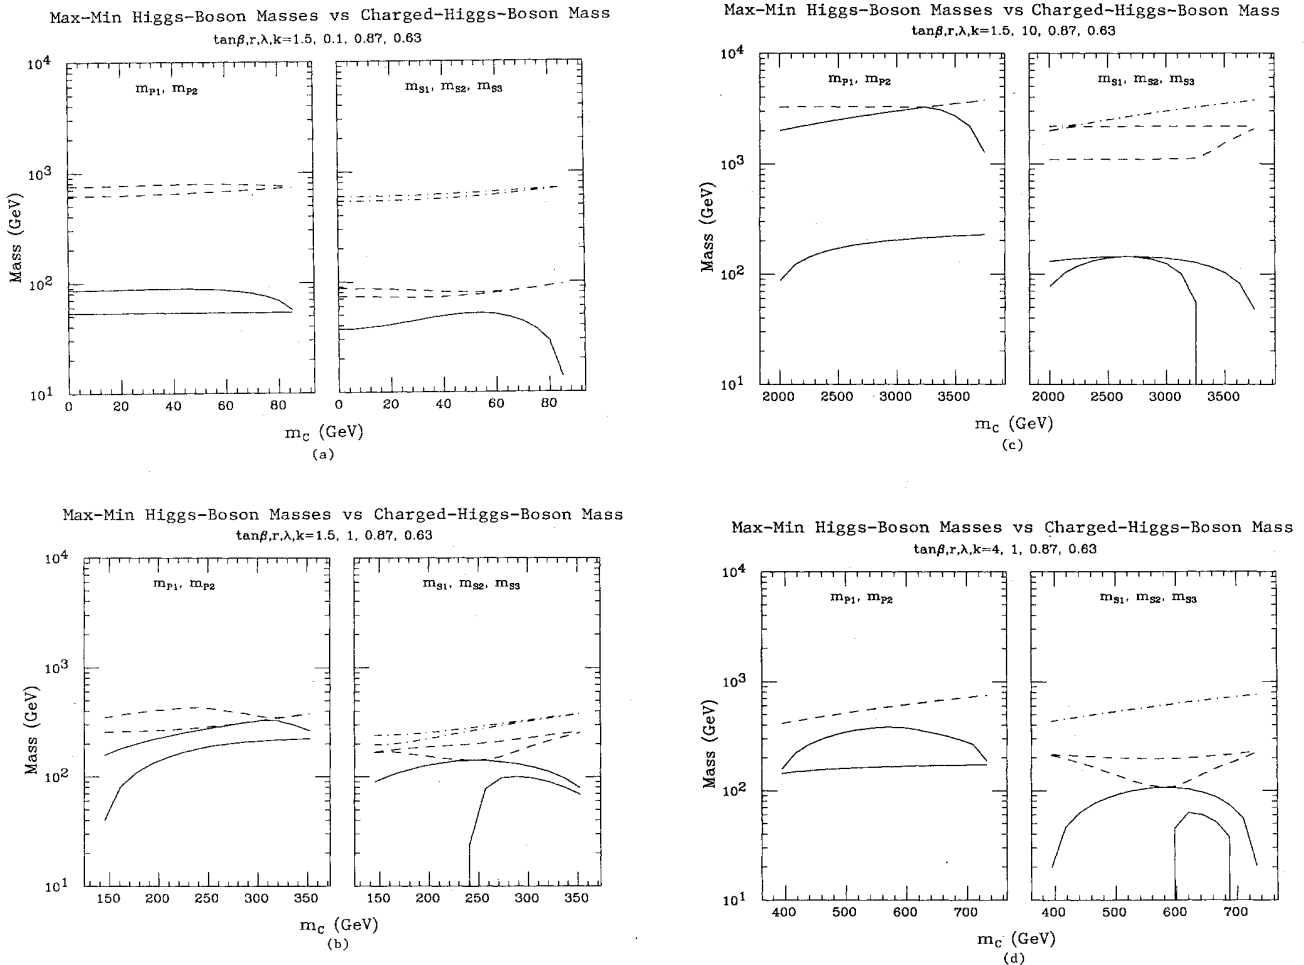 Max-Min Higgs-Boson Masses vs Charged-Higgs-Boson Mass
tanβ,r,λ,k=1.5, 0.1, 0.87, 0.63
m_P1, m_P2
m_S1, m_S2, m_S3
10^4
10^3
10^2
10^1
Mass (GeV)
0 20 40 60 80
0 20 40 60 80
m_C (GeV)
(a)
Max-Min Higgs-Boson Masses vs Charged-Higgs-Boson Mass
tanβ,r,λ,k=1.5, 1, 0.87, 0.63
m_P1, m_P2
m_S1, m_S2, m_S3
10^4
10^3
10^2
10^1
Mass (GeV)
150 200 250 300 350
150 200 250 300 350
m_C (GeV)
(b)
Max-Min Higgs-Boson Masses vs Charged-Higgs-Boson Mass
tanβ,r,λ,k=1.5, 10, 0.87, 0.63
m_P1, m_P2
m_S1, m_S2, m_S3
10^4
10^3
10^2
10^1
Mass (GeV)
2000 2500 3000 3500
2000 2500 3000 3500
m_C (GeV)
(c)
Max-Min Higgs-Boson Masses vs Charged-Higgs-Boson Mass
tanβ,r,λ,k=4, 1, 0.87, 0.63
m_P1, m_P2
m_S1, m_S2, m_S3
10^4
10^3
10^2
10^1
Mass (GeV)
400 500 600 700
400 500 600 700
m_C (GeV)
(d)